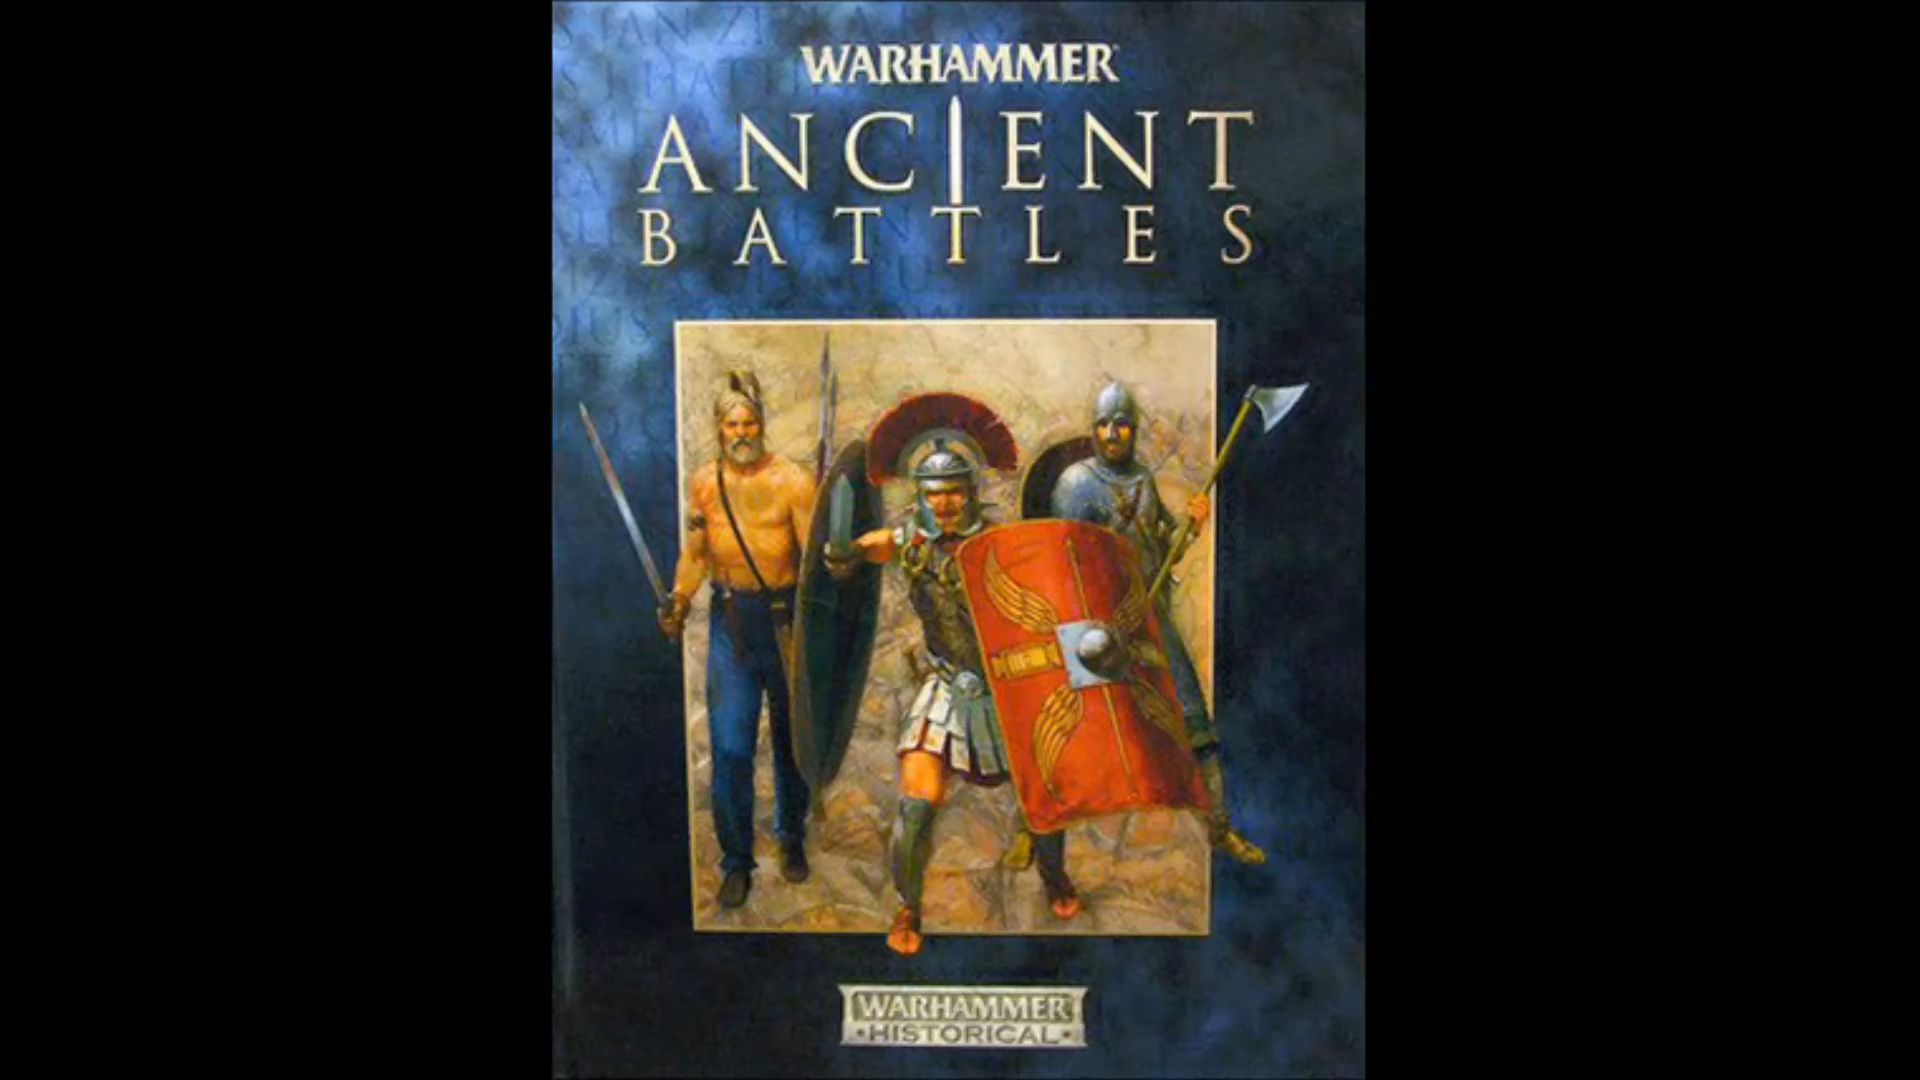 WARHAMMER
ANCIENT
BATTLES
WARHAMMER
•HISTORICAL•